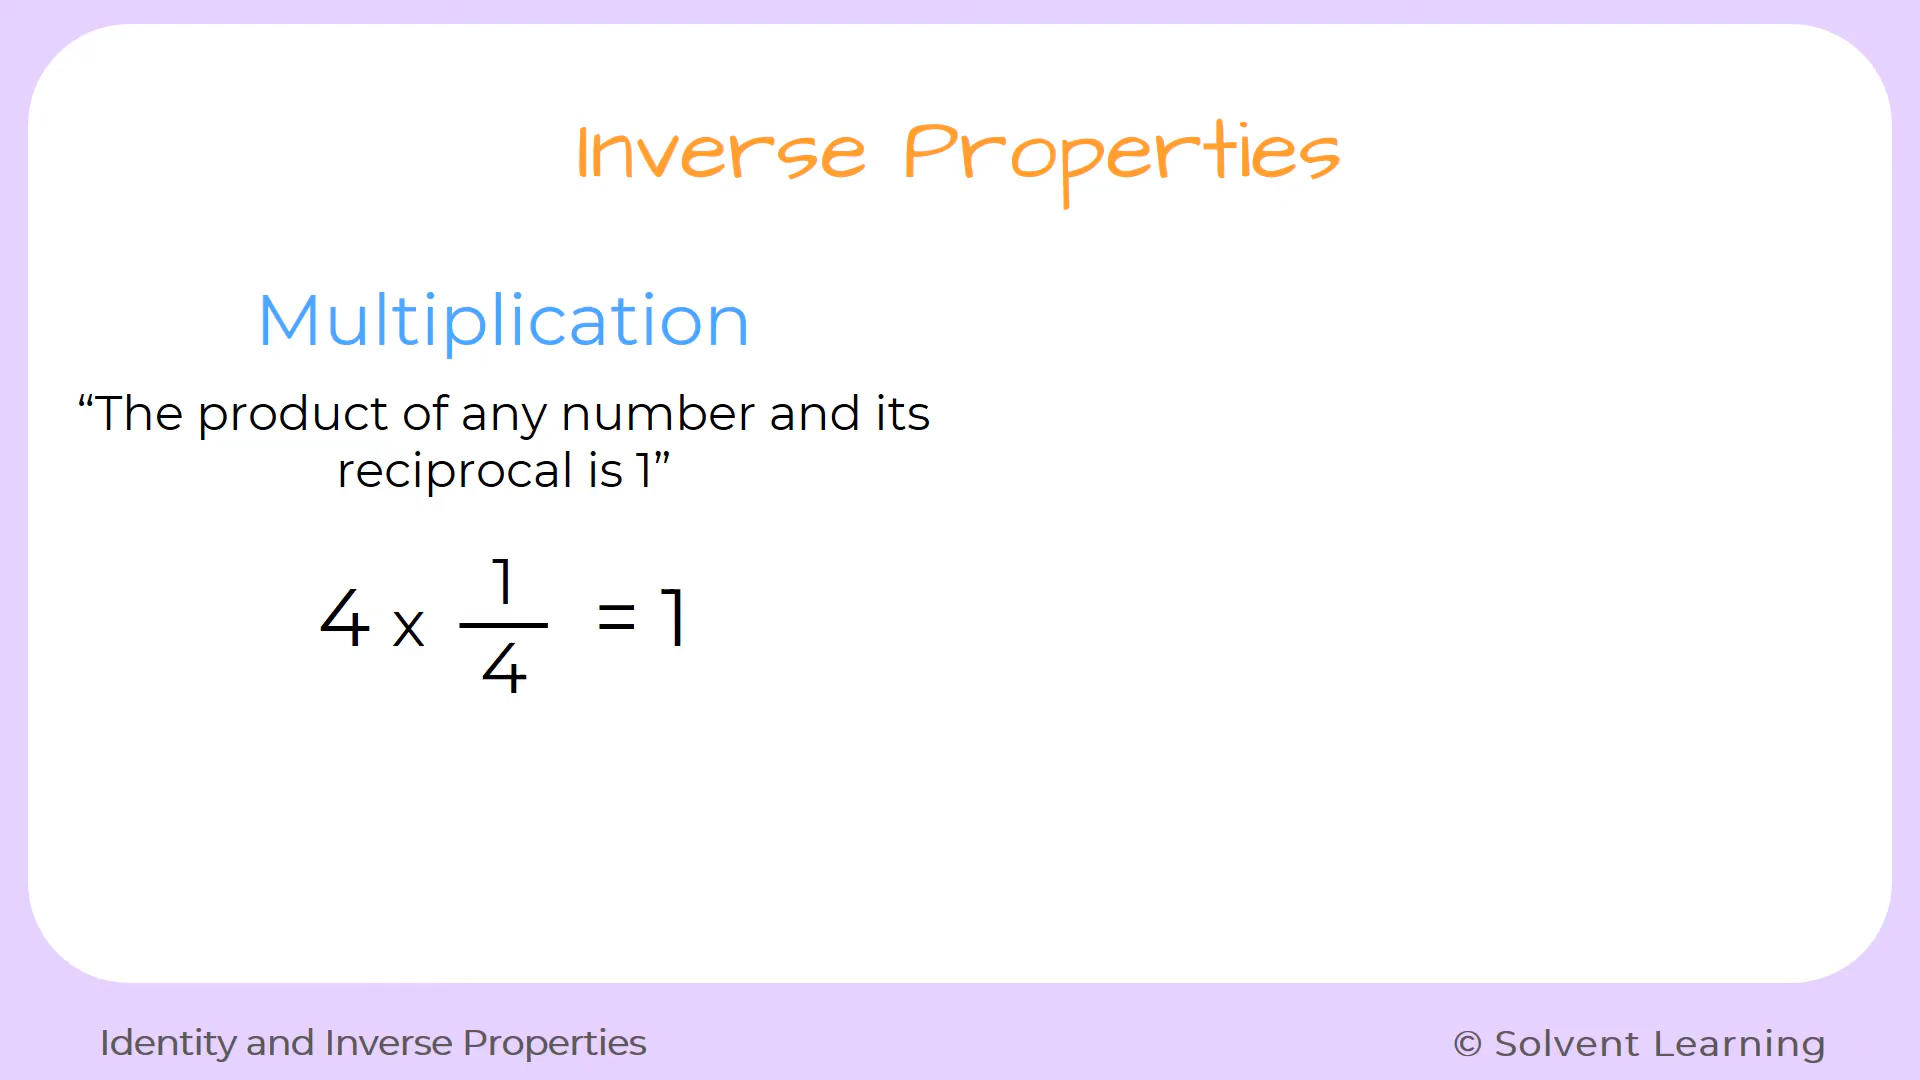 Inverse Properties
Multiplication
“The product of any number and its
reciprocal is 1”
1
4 x — = 1
4
Identity and Inverse Properties
© Solvent Learning